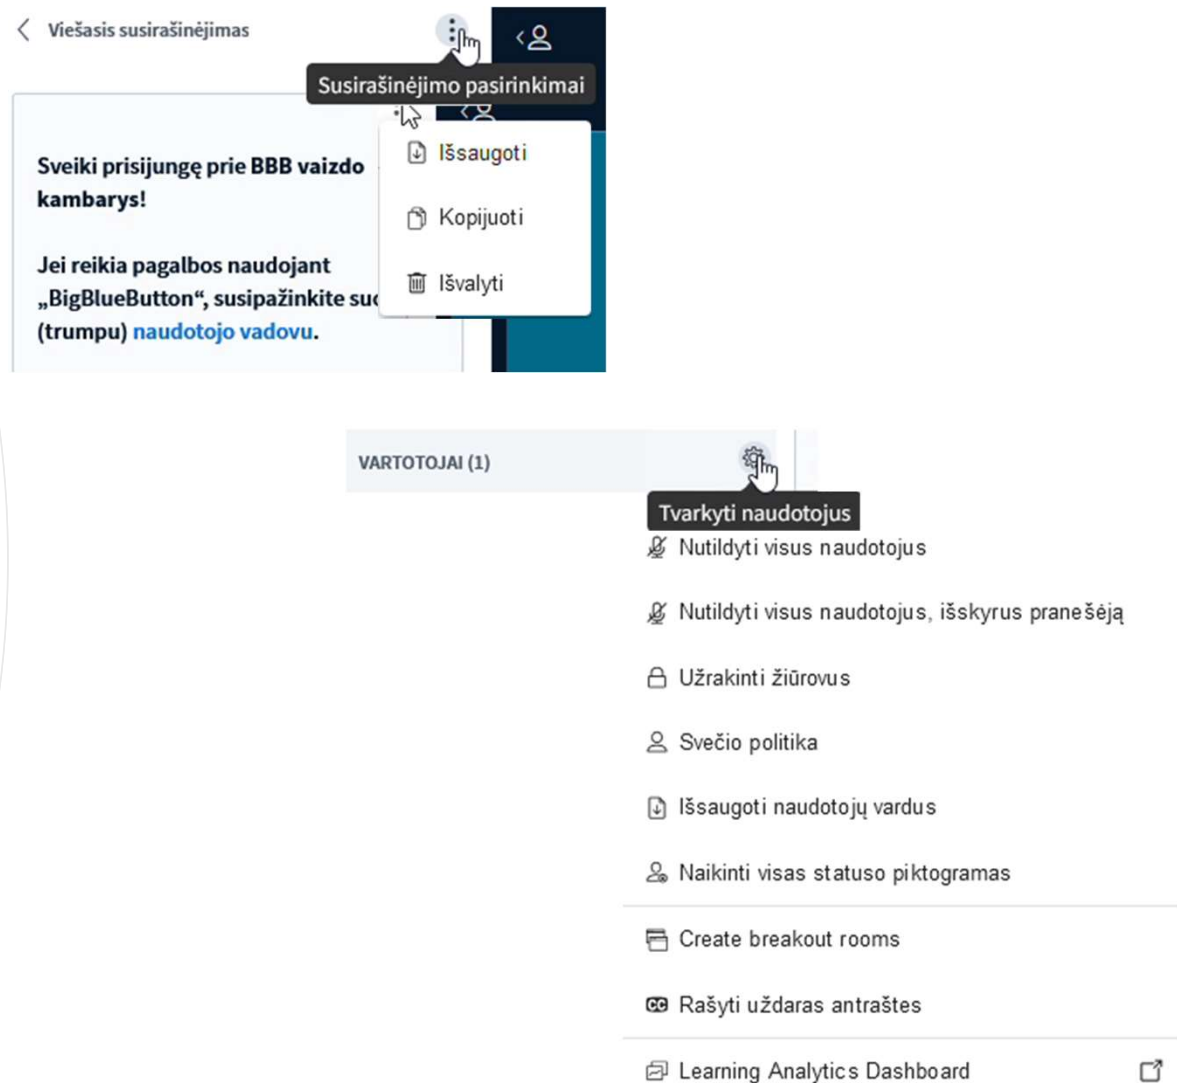 Viešasis susirašinėjimas
Susirašinėjimo pasirinkimai
Išsaugoti
Kopijuoti
Išvalyti
Sveiki prisijungę prie BBB vaizdo
kambarys!
Jei reikia pagalbos naudojant
„BigBlueButton“, susipažinkite su
(trumpu) naudotojo vadovu.
VARTOTOJAI (1)
Tvarkyti naudotojus
Nutildyti visus naudotojus
Nutildyti visus naudotojus, išskyrus pranešėją
Užrakinti žiūrovus
Svečio politika
Išsaugoti naudotojų vardus
Naikinti visas statuso piktogramas
Create breakout rooms
CC Rašyti uždaras antraštes
Learning Analytics Dashboard